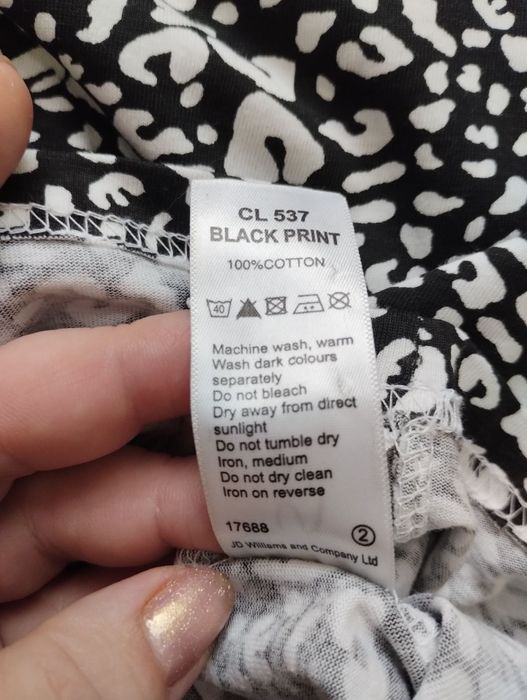 CL 537
BLACK PRINT
100%COTTON
40
Machine wash, warm
Wash dark colours
separately
Do not bleach
Dry away from direct
sunlight
Do not tumble dry
Iron, medium
Do not dry clean
Iron on reverse
17688
2
JD Williams and Company Ltd